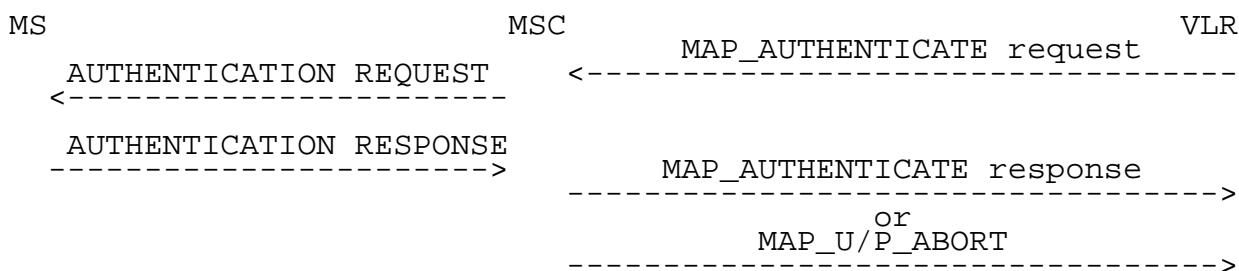 MS MSC VLR
MAP_AUTHENTICATE request
AUTHENTICATION REQUEST
<-----------------------------------
<------------------------
AUTHENTICATION RESPONSE
------------------------>
MAP_AUTHENTICATE response
----------------------------------->
or
MAP_U/P_ABORT
----------------------------------->